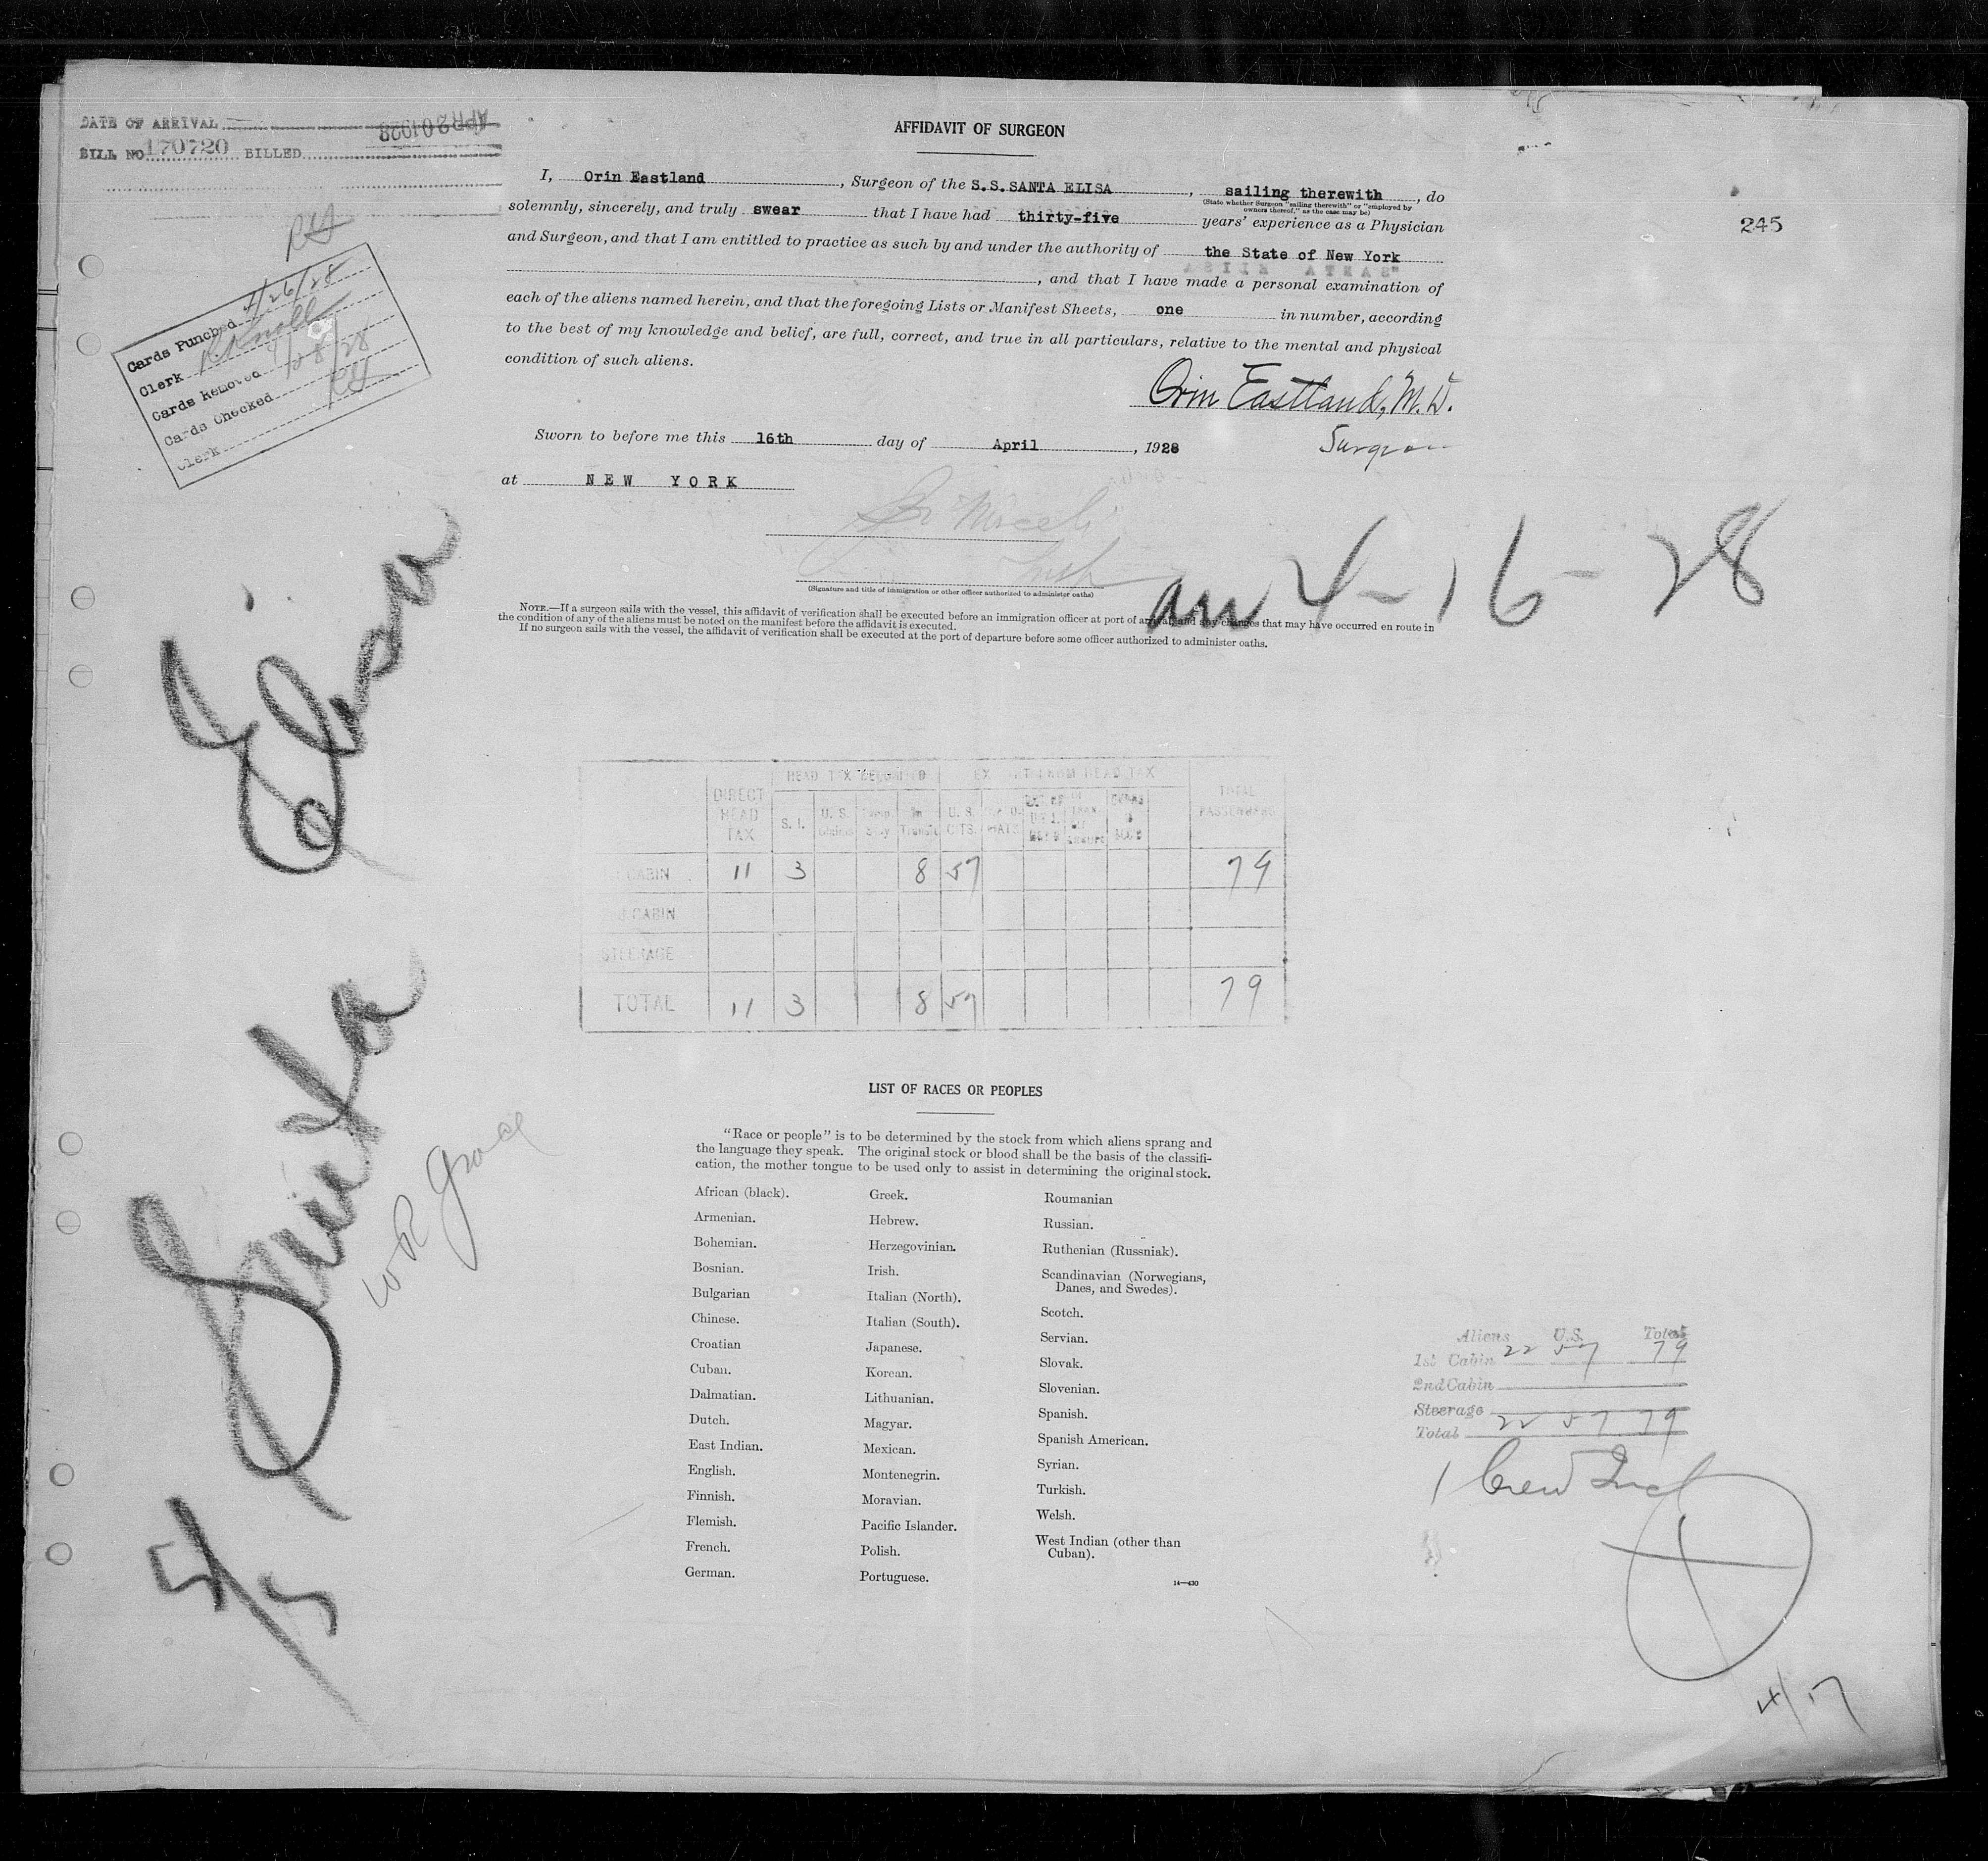 DATE OF ARRIVAL
APR 20 1928
BILL NO 170720 BILLED
RH
Cards Punched 4/26/28
Clerk R. Knoll
Cards Removed 4/28/28
Cards Checked RH
Clerk
245
AFFIDAVIT OF SURGEON
I, Orin Eastland, Surgeon of the S.S. SANTA ELISA, sailing therewith, do
(State whether Surgeon "sailing therewith" or "employed by
owners thereof," as the case may be)
solemnly, sincerely, and truly swear that I have had thirty-five years' experience as a Physician
and Surgeon, and that I am entitled to practice as such by and under the authority of the State of New York
, and that I have made a personal examination of
each of the aliens named herein, and that the foregoing Lists or Manifest Sheets, one in number, according
to the best of my knowledge and belief, are full, correct, and true in all particulars, relative to the mental and physical
condition of such aliens.
Orin Eastland, M.D.
Surgeon
Sworn to before me this 16th day of April, 1928
at NEW YORK
(Signature and title of immigration or other officer authorized to administer oaths)
arr 4-16-28
NOTE.—If a surgeon sails with the vessel, this affidavit of verification shall be executed before an immigration officer at port of arrival, and any changes that may have occurred en route in
the condition of any of the aliens must be noted on the manifest before the affidavit is executed.
If no surgeon sails with the vessel, the affidavit of verification shall be executed at the port of departure before some officer authorized to administer oaths.
Santa Elisa
W R Grace
5/5
DIRECT HEAD TAX
S. I.
U. S.
In Transit
U. S. CITS.
TOTAL PASSENGERS
CABIN 11 3 8 57 79
CABIN
STEERAGE
TOTAL 11 3 8 57 79
LIST OF RACES OR PEOPLES
"Race or people" is to be determined by the stock from which aliens sprang and
the language they speak. The original stock or blood shall be the basis of the classifi-
cation, the mother tongue to be used only to assist in determining the original stock.
African (black).
Armenian.
Bohemian.
Bosnian.
Bulgarian
Chinese.
Croatian
Cuban.
Dalmatian.
Dutch.
East Indian.
English.
Finnish.
Flemish.
French.
German.
Greek.
Hebrew.
Herzegovinian.
Irish.
Italian (North).
Italian (South).
Japanese.
Korean.
Lithuanian.
Magyar.
Mexican.
Montenegrin.
Moravian.
Pacific Islander.
Polish.
Portuguese.
Roumanian
Russian.
Ruthenian (Russniak).
Scandinavian (Norwegians,
Danes, and Swedes).
Scotch.
Servian.
Slovak.
Slovenian.
Spanish.
Spanish American.
Syrian.
Turkish.
Welsh.
West Indian (other than
Cuban).
14—430
Aliens U.S. Total
1st Cabin 22 57 79
2nd Cabin
Steerage
Total 22 57 79
1 Crew Incl
4/17